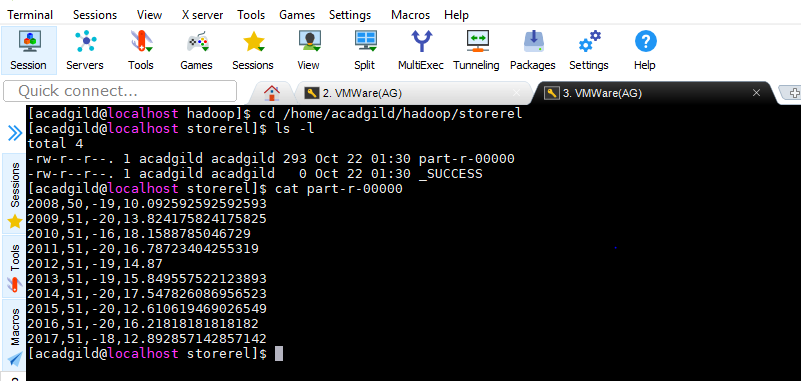 Terminal Sessions View X server Tools Games Settings Macros Help
Session Servers Tools Games Sessions View Split MultiExec Tunneling Packages Settings Help
Quick connect... 2. VMWare(AG) 3. VMWare(AG)
[acadgild@localhost hadoop]$ cd /home/acadgild/hadoop/storerel
[acadgild@localhost storerel]$ ls -l
total 4
-rw-r--r--. 1 acadgild acadgild 293 Oct 22 01:30 part-r-00000
-rw-r--r--. 1 acadgild acadgild   0 Oct 22 01:30 _SUCCESS
[acadgild@localhost storerel]$ cat part-r-00000
2008,50,-19,10.092592592592593
2009,51,-20,13.824175824175825
2010,51,-16,18.1588785046729
2011,51,-20,16.78723404255319
2012,51,-19,14.87
2013,51,-19,15.849557522123893
2014,51,-20,17.547826086956523
2015,51,-20,12.610619469026549
2016,51,-20,16.21818181818182
2017,51,-18,12.892857142857142
[acadgild@localhost storerel]$
Sessions
Tools
Macros